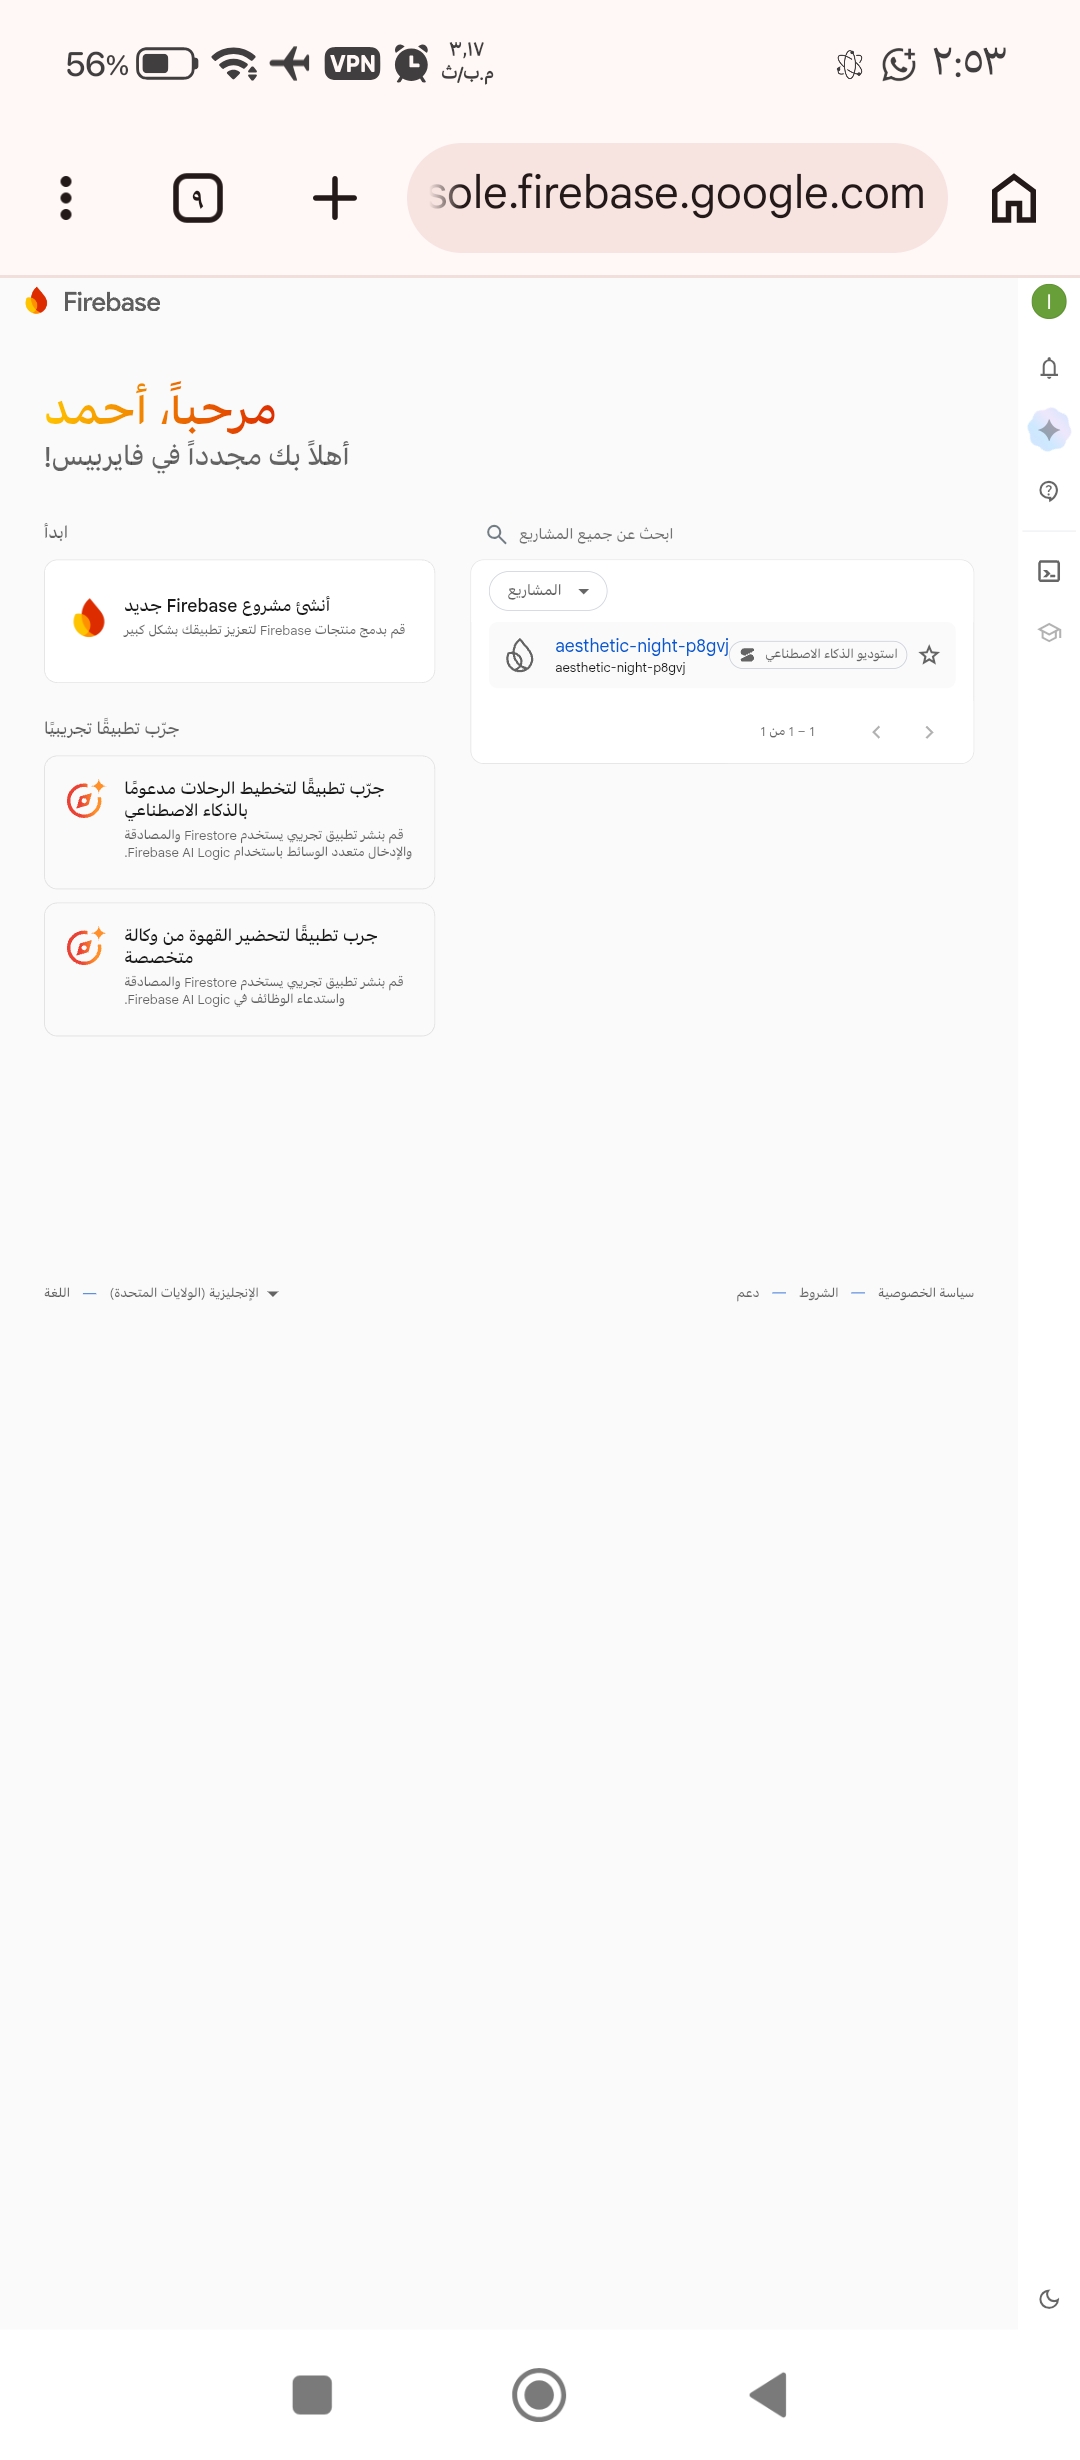 56% VPN ٣,١٧ م.ب/ث ٢:٥٣
٩ sole.firebase.google.com
Firebase
ا
مرحباً، أحمد
أهلاً بك مجدداً في فايربيس!
ابدأ
أنشئ مشروع Firebase جديد
قم بدمج منتجات Firebase لتعزيز تطبيقك بشكل كبير
جرّب تطبيقًا تجريبيًا
جرّب تطبيقًا لتخطيط الرحلات مدعومًا
بالذكاء الاصطناعي
قم بنشر تطبيق تجريبي يستخدم Firestore والمصادقة
والإدخال متعدد الوسائط باستخدام Firebase AI Logic.
جرب تطبيقًا لتحضير القهوة من وكالة
متخصصة
قم بنشر تطبيق تجريبي يستخدم Firestore والمصادقة
واستدعاء الوظائف في Firebase AI Logic.
ابحث عن جميع المشاريع
المشاريع
aesthetic-night-p8gvj
استوديو الذكاء الاصطناعي
aesthetic-night-p8gvj
1 – 1 من 1
اللغة — الإنجليزية (الولايات المتحدة)
دعم — الشروط — سياسة الخصوصية